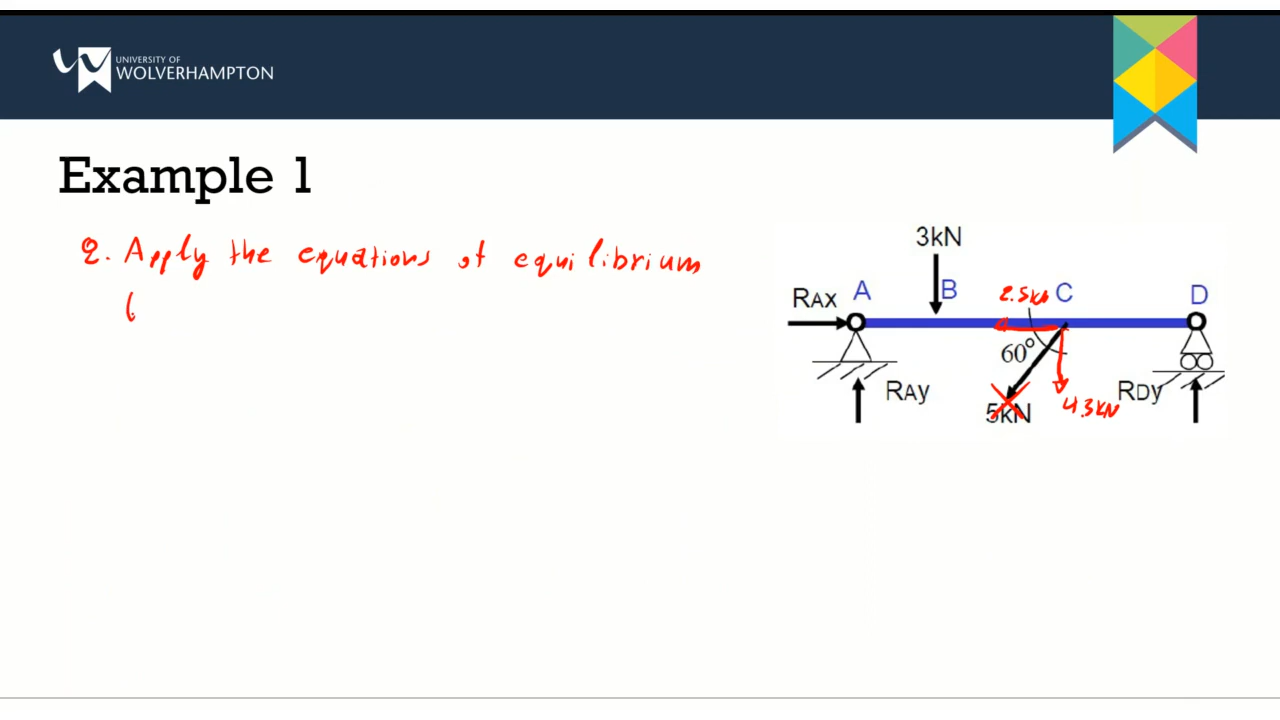 UNIVERSITY OF
WOLVERHAMPTON
Example 1
2. Apply the equations of equilibrium
(
3kN
RAX A B 2.5kN C D
60°
RAy RDy
5kN 4.3kN